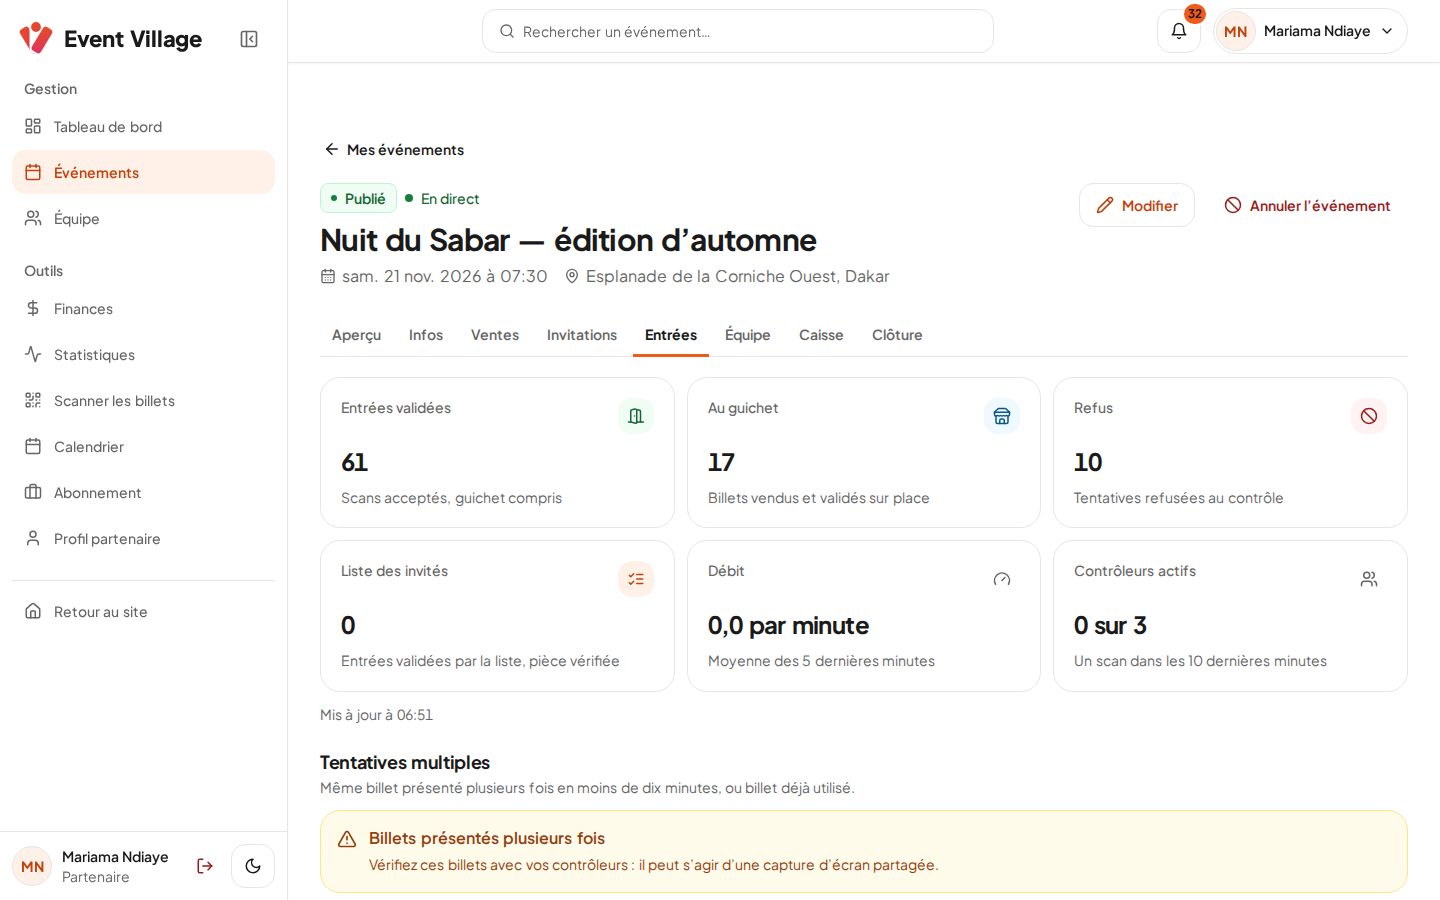 Event Village
Gestion
Tableau de bord
Événements
Équipe
Outils
Finances
Statistiques
Scanner les billets
Calendrier
Abonnement
Profil partenaire
Retour au site
MN
Mariama Ndiaye
Partenaire
Rechercher un événement…
32
MN
Mariama Ndiaye
Mes événements
Publié
En direct
Modifier
Annuler l’événement
Nuit du Sabar — édition d’automne
sam. 21 nov. 2026 à 07:30
Esplanade de la Corniche Ouest, Dakar
Aperçu
Infos
Ventes
Invitations
Entrées
Équipe
Caisse
Clôture
Entrées validées
61
Scans acceptés, guichet compris
Au guichet
17
Billets vendus et validés sur place
Refus
10
Tentatives refusées au contrôle
Liste des invités
0
Entrées validées par la liste, pièce vérifiée
Débit
0,0 par minute
Moyenne des 5 dernières minutes
Contrôleurs actifs
0 sur 3
Un scan dans les 10 dernières minutes
Mis à jour à 06:51
Tentatives multiples
Même billet présenté plusieurs fois en moins de dix minutes, ou billet déjà utilisé.
Billets présentés plusieurs fois
Vérifiez ces billets avec vos contrôleurs : il peut s’agir d’une capture d’écran partagée.